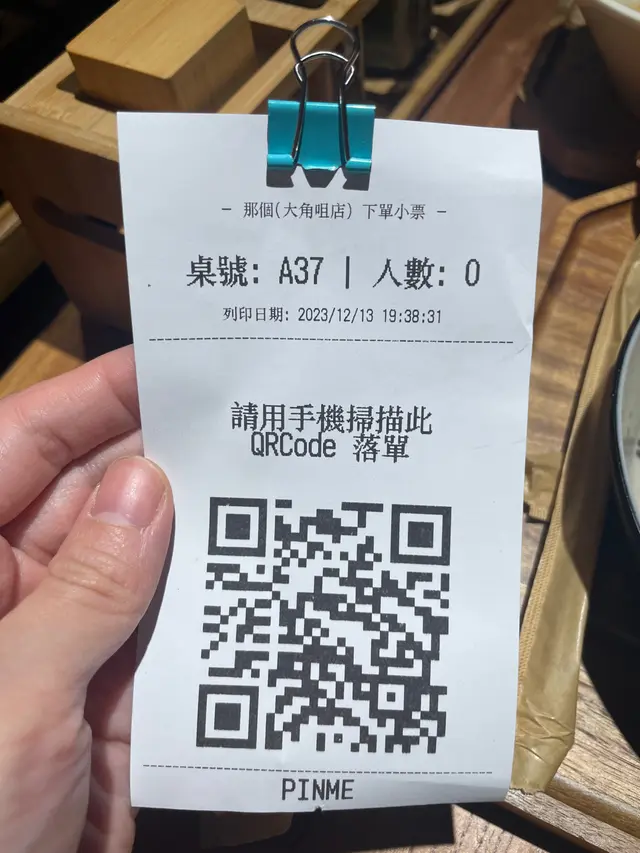 - 那個(大角咀店) 下單小票 -
桌號: A37 | 人數: 0
列印日期: 2023/12/13 19:38:31
請用手機掃描此
QRCode 落單
PINME